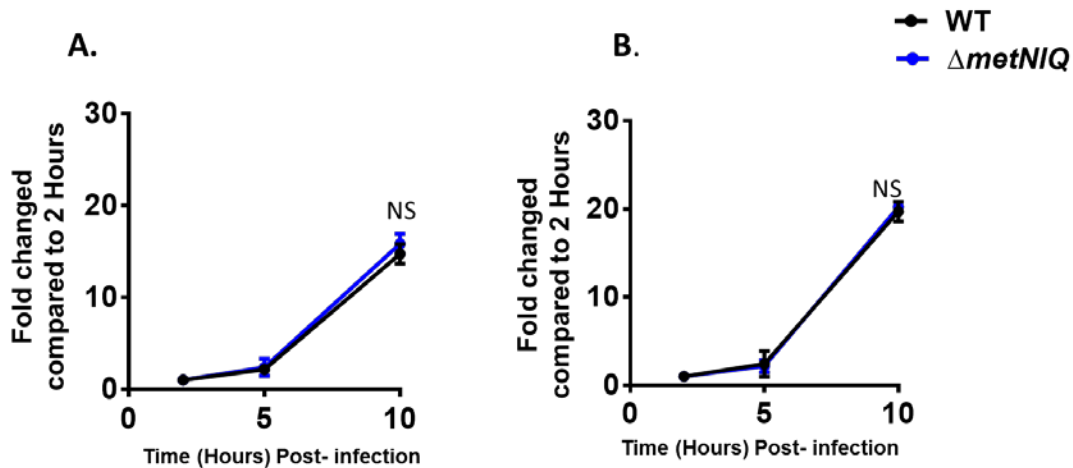 WT
ΔmetNIQ
A.
30
20
10
0
0
5
10
Fold changed
compared to 2 Hours
NS
Time (Hours) Post- infection
B.
30
20
10
0
0
5
10
Fold changed
compared to 2 Hours
NS
Time (Hours) Post- infection